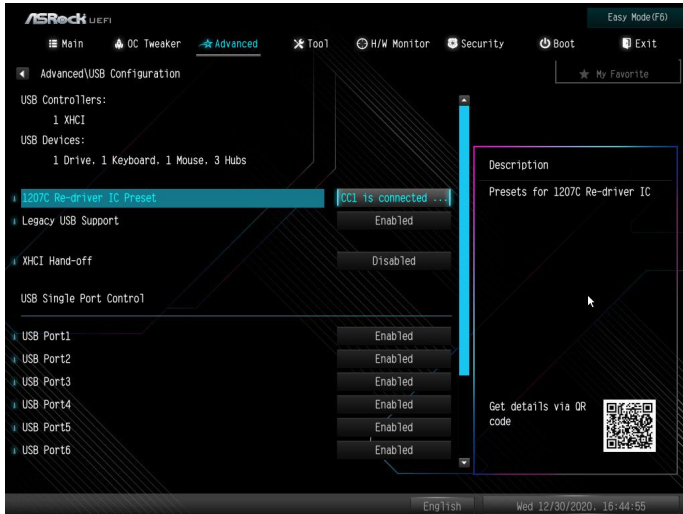 ASRock UEFI
Easy Mode(F6)
Main OC Tweaker Advanced Tool H/W Monitor Security Boot Exit
Advanced\USB Configuration
My Favorite
USB Controllers:
1 XHCI
USB Devices:
1 Drive. 1 Keyboard. 1 Mouse. 3 Hubs
Description
1207C Re-driver IC Preset CC1 is connected ...
Presets for 1207C Re-driver IC
Legacy USB Support Enabled
XHCI Hand-off Disabled
USB Single Port Control
USB Port1 Enabled
USB Port2 Enabled
USB Port3 Enabled
USB Port4 Enabled
USB Port5 Enabled
USB Port6 Enabled
Get details via QR
code
English Wed 12/30/2020. 16:44:55